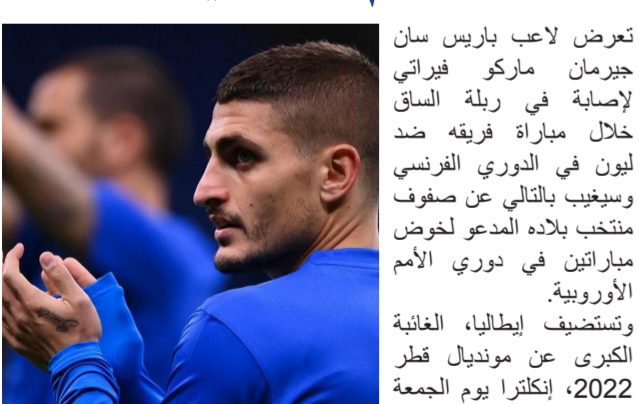 تعرض لاعب باريس سان
جيرمان ماركو فيراتي
لإصابة في ربلة الساق
خلال مباراة فريقه ضد
ليون في الدوري الفرنسي
وسيغيب بالتالي عن صفوف
منتخب بلاده المدعو لخوض
مباراتين في دوري الأمم
الأوروبية.
وتستضيف إيطاليا، الغائبة
الكبرى عن مونديال قطر
2022، إنكلترا يوم الجمعة